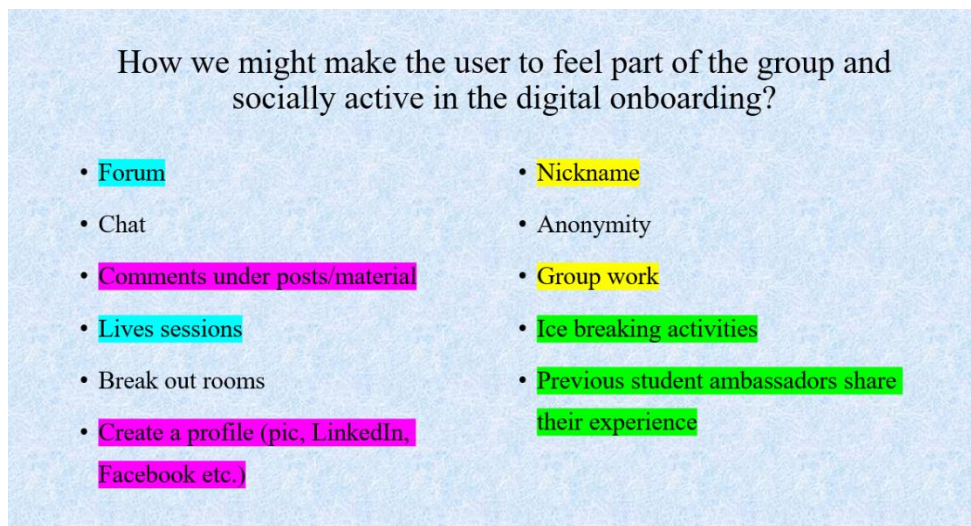 How we might make the user to feel part of the group and
socially active in the digital onboarding?
• Forum
• Chat
• Comments under posts/material
• Lives sessions
• Break out rooms
• Create a profile (pic, LinkedIn,
Facebook etc.)
• Nickname
• Anonymity
• Group work
• Ice breaking activities
• Previous student ambassadors share
their experience